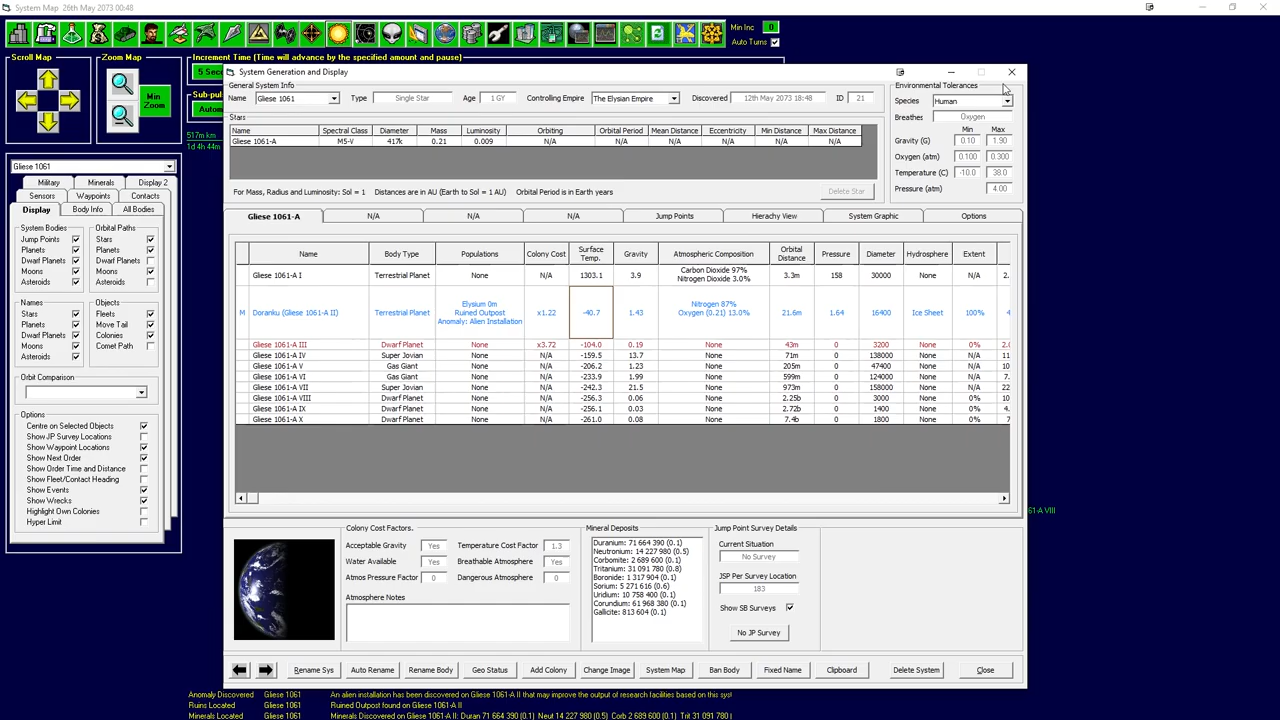 System Map  26th May 2073 00:48
Min Inc 0
Auto Turns
Scroll Map
Zoom Map
Min Zoom
Increment Time (Time will advance by the specified amount and pause)
5 Sec
Sub-pul
Autom
517m km
1d 4h 44m
Gliese 1061
Military Minerals Display 2
Sensors Waypoints Contacts
Display Body Info All Bodies
System Bodies
Jump Points
Planets
Dwarf Planets
Moons
Asteroids
Orbital Paths
Stars
Planets
Dwarf Planets
Moons
Asteroids
Names
Stars
Planets
Dwarf Planets
Moons
Asteroids
Objects
Fleets
Move Tail
Colonies
Comet Path
Orbit Comparison
Options
Centre on Selected Objects
Show JP Survey Locations
Show Waypoint Locations
Show Next Order
Show Order Time and Distance
Show Fleet/Contact Heading
Show Events
Show Wrecks
Highlight Own Colonies
Hyper Limit
System Generation and Display
General System Info
Name Gliese 1061 Type Single Star Age 1 GY Controlling Empire The Elysian Empire Discovered 12th May 2073 18:48 ID 21
Stars
Name Spectral Class Diameter Mass Luminosity Orbiting Orbital Period Mean Distance Eccentricity Min Distance Max Distance
Gliese 1061-A M5-V 417k 0.21 0.009 N/A N/A N/A N/A N/A N/A
For Mass, Radius and Luminosity: Sol = 1 Distances are in AU (Earth to Sol = 1 AU) Orbital Period is in Earth years
Delete Star
Environmental Tolerances
Species Human
Breathes Oxygen
Min Max
Gravity (G) 0.10 1.90
Oxygen (atm) 0.100 0.300
Temperature (C) -10.0 38.0
Pressure (atm) 4.00
Gliese 1061-A N/A N/A N/A Jump Points Hierachy View System Graphic Options
Name Body Type Populations Colony Cost Surface Temp. Gravity Atmospheric Composition Orbital Distance Pressure Diameter Hydrosphere Extent
Gliese 1061-A I Terrestrial Planet None N/A 1303.1 3.9 Carbon Dioxide 97% Nitrogen Dioxide 3.0% 3.3m 158 30000 None N/A 2.
M Doranku (Gliese 1061-A II) Terrestrial Planet Elysium 0m Ruined Outpost Anomaly: Alien Installation x1.22 -40.7 1.43 Nitrogen 87% Oxygen (0.21) 13.0% 21.6m 1.64 16400 Ice Sheet 100%
Gliese 1061-A III Dwarf Planet None x3.72 -104.0 0.19 None 43m 0 3200 None 0% 2.0
Gliese 1061-A IV Super Jovian None N/A -159.5 13.7 None 71m 0 138000 None N/A 11
Gliese 1061-A V Gas Giant None N/A -206.2 1.23 None 205m 0 47400 None N/A 10
Gliese 1061-A VI Gas Giant None N/A -233.9 1.99 None 599m 0 124000 None N/A 7.
Gliese 1061-A VII Super Jovian None N/A -242.3 21.5 None 973m 0 158000 None N/A 22
Gliese 1061-A VIII Dwarf Planet None N/A -256.3 0.06 None 2.25b 0 3000 None 0% 10
Gliese 1061-A IX Dwarf Planet None N/A -256.1 0.03 None 2.72b 0 1400 None 0% 4.
Gliese 1061-A X Dwarf Planet None N/A -261.0 0.08 None 7.4b 0 1800 None 0% 7
61-A VIII
Colony Cost Factors.
Acceptable Gravity Yes Temperature Cost Factor 1.3
Water Available Yes Breathable Atmosphere Yes
Atmos Pressure Factor 0 Dangerous Atmosphere 0
Atmosphere Notes
Mineral Deposits
Duranium: 71 664 390 (0.1)
Neutronium: 14 227 980 (0.5)
Corbomite: 2 689 600 (0.1)
Tritanium: 31 091 780 (0.8)
Boronide: 1 317 904 (0.1)
Sorium: 5 271 616 (0.6)
Uridium: 10 758 400 (0.1)
Corundium: 61 968 380 (0.1)
Gallicite: 813 604 (0.1)
Jump Point Survey Details
Current Situation
No Survey
JSP Per Survey Location
183
Show SB Surveys
No JP Survey
Rename Sys Auto Rename Rename Body Geo Status Add Colony Change Image System Map Ban Body Fixed Name Clipboard Delete System Close
Anomaly Discovered Gliese 1061 An alien installation has been discovered on Gliese 1061-A II that may improve the output of research facilities based on this sys
Ruins Located Gliese 1061 Ruined Outpost found on Gliese 1061-A II
Minerals Located Gliese 1061 Minerals Discovered on Gliese 1061-A II: Duran 71 664 390 (0.1) Neut 14 227 980 (0.5) Corb 2 689 600 (0.1) Trit 31 091 780 (